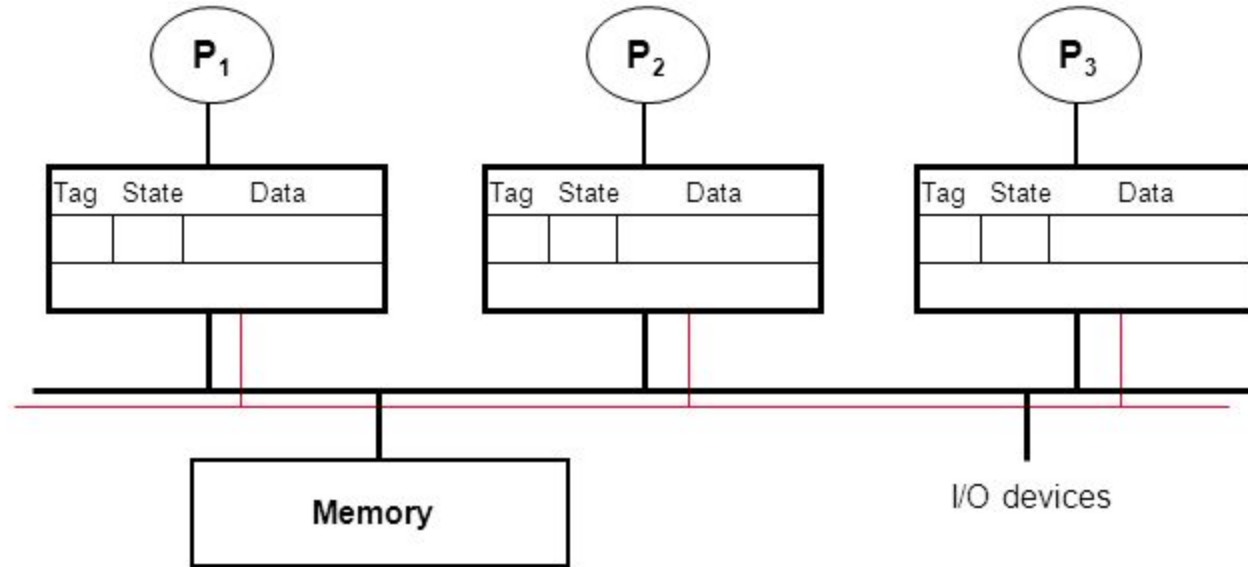 P1 P2 P3
Tag State Data Tag State Data Tag State Data
Memory
I/O devices